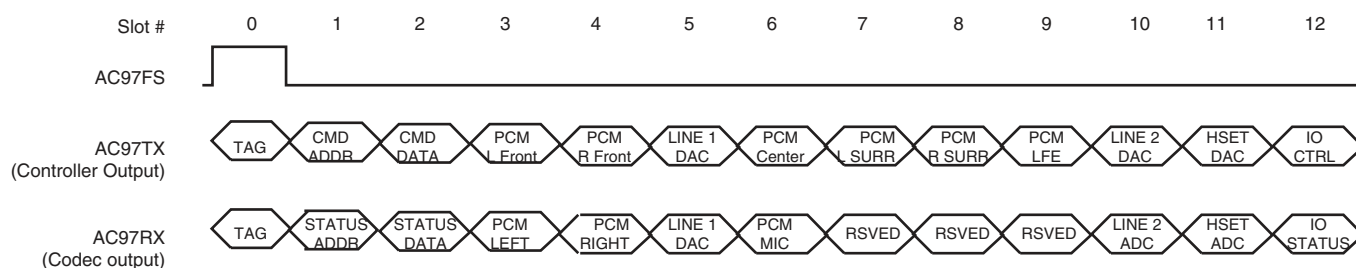 Slot # 0 1 2 3 4 5 6 7 8 9 10 11 12
AC97FS
AC97TX
(Controller Output)
TAG
CMD
ADDR
CMD
DATA
PCM
L Front
PCM
R Front
LINE 1
DAC
PCM
Center
PCM
L SURR
PCM
R SURR
PCM
LFE
LINE 2
DAC
HSET
DAC
IO
CTRL
AC97RX
(Codec output)
TAG
STATUS
ADDR
STATUS
DATA
PCM
LEFT
PCM
RIGHT
LINE 1
DAC
PCM
MIC
RSVED
RSVED
RSVED
LINE 2
ADC
HSET
ADC
IO
STATUS